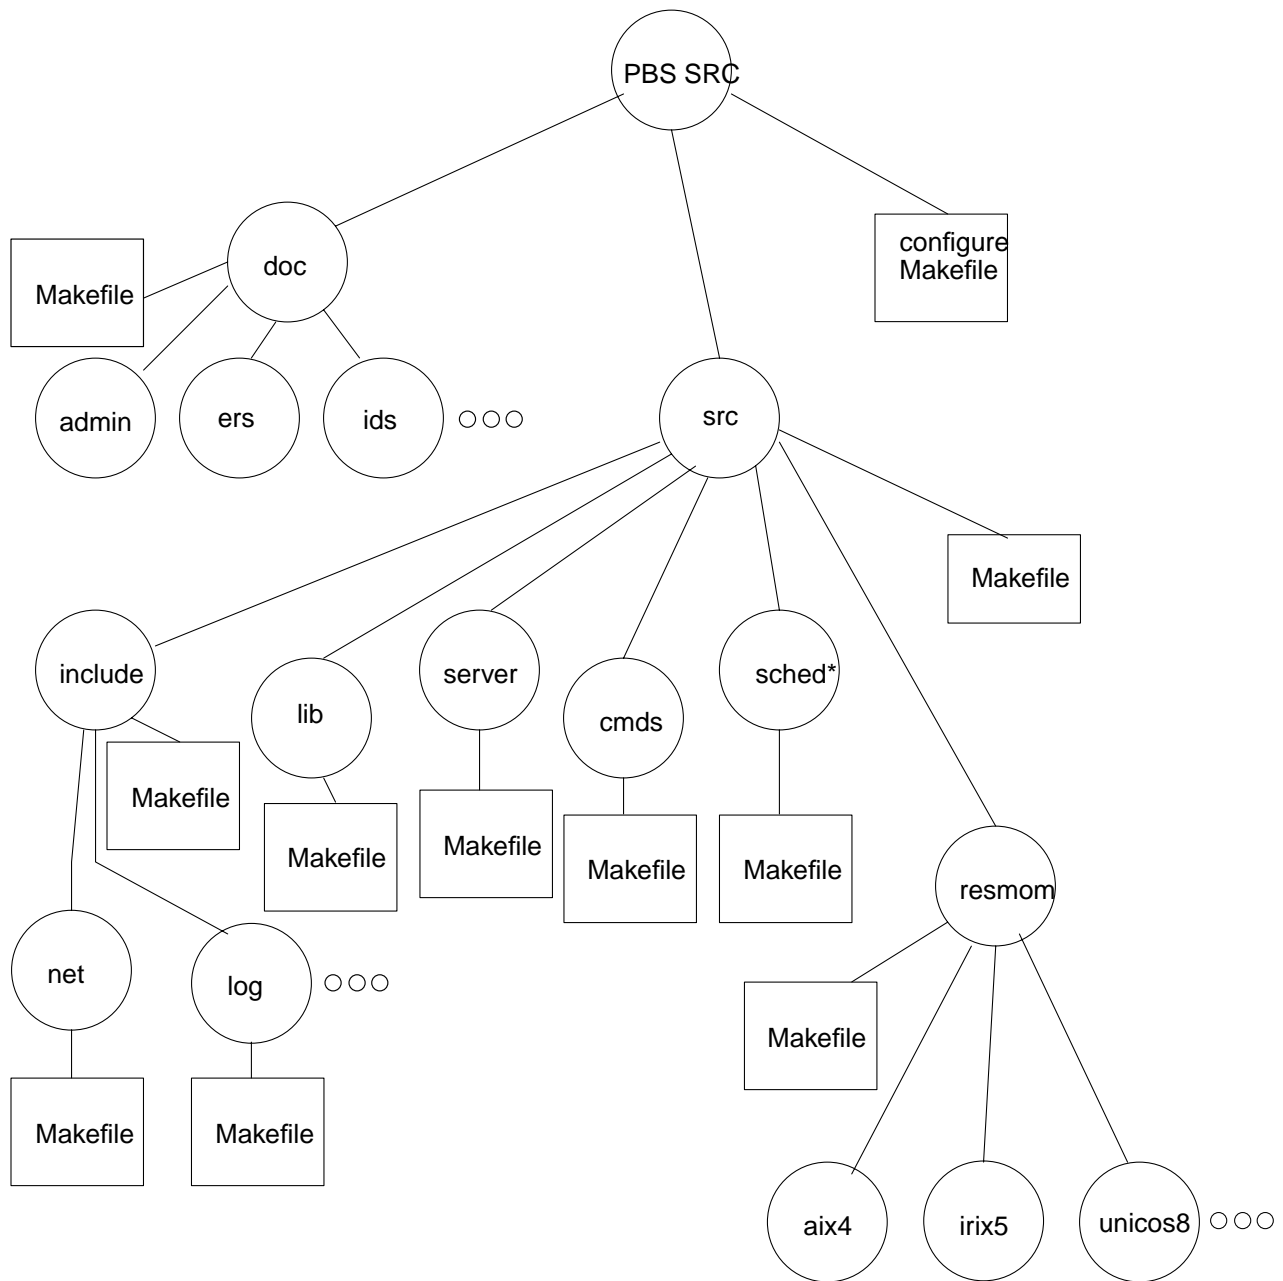 PBS SRC
configure
Makefile
doc
Makefile
admin
ers
ids
src
Makefile
include
lib
server
cmds
sched*
Makefile
Makefile
Makefile
Makefile
Makefile
resmom
net
log
Makefile
Makefile
Makefile
aix4
irix5
unicos8